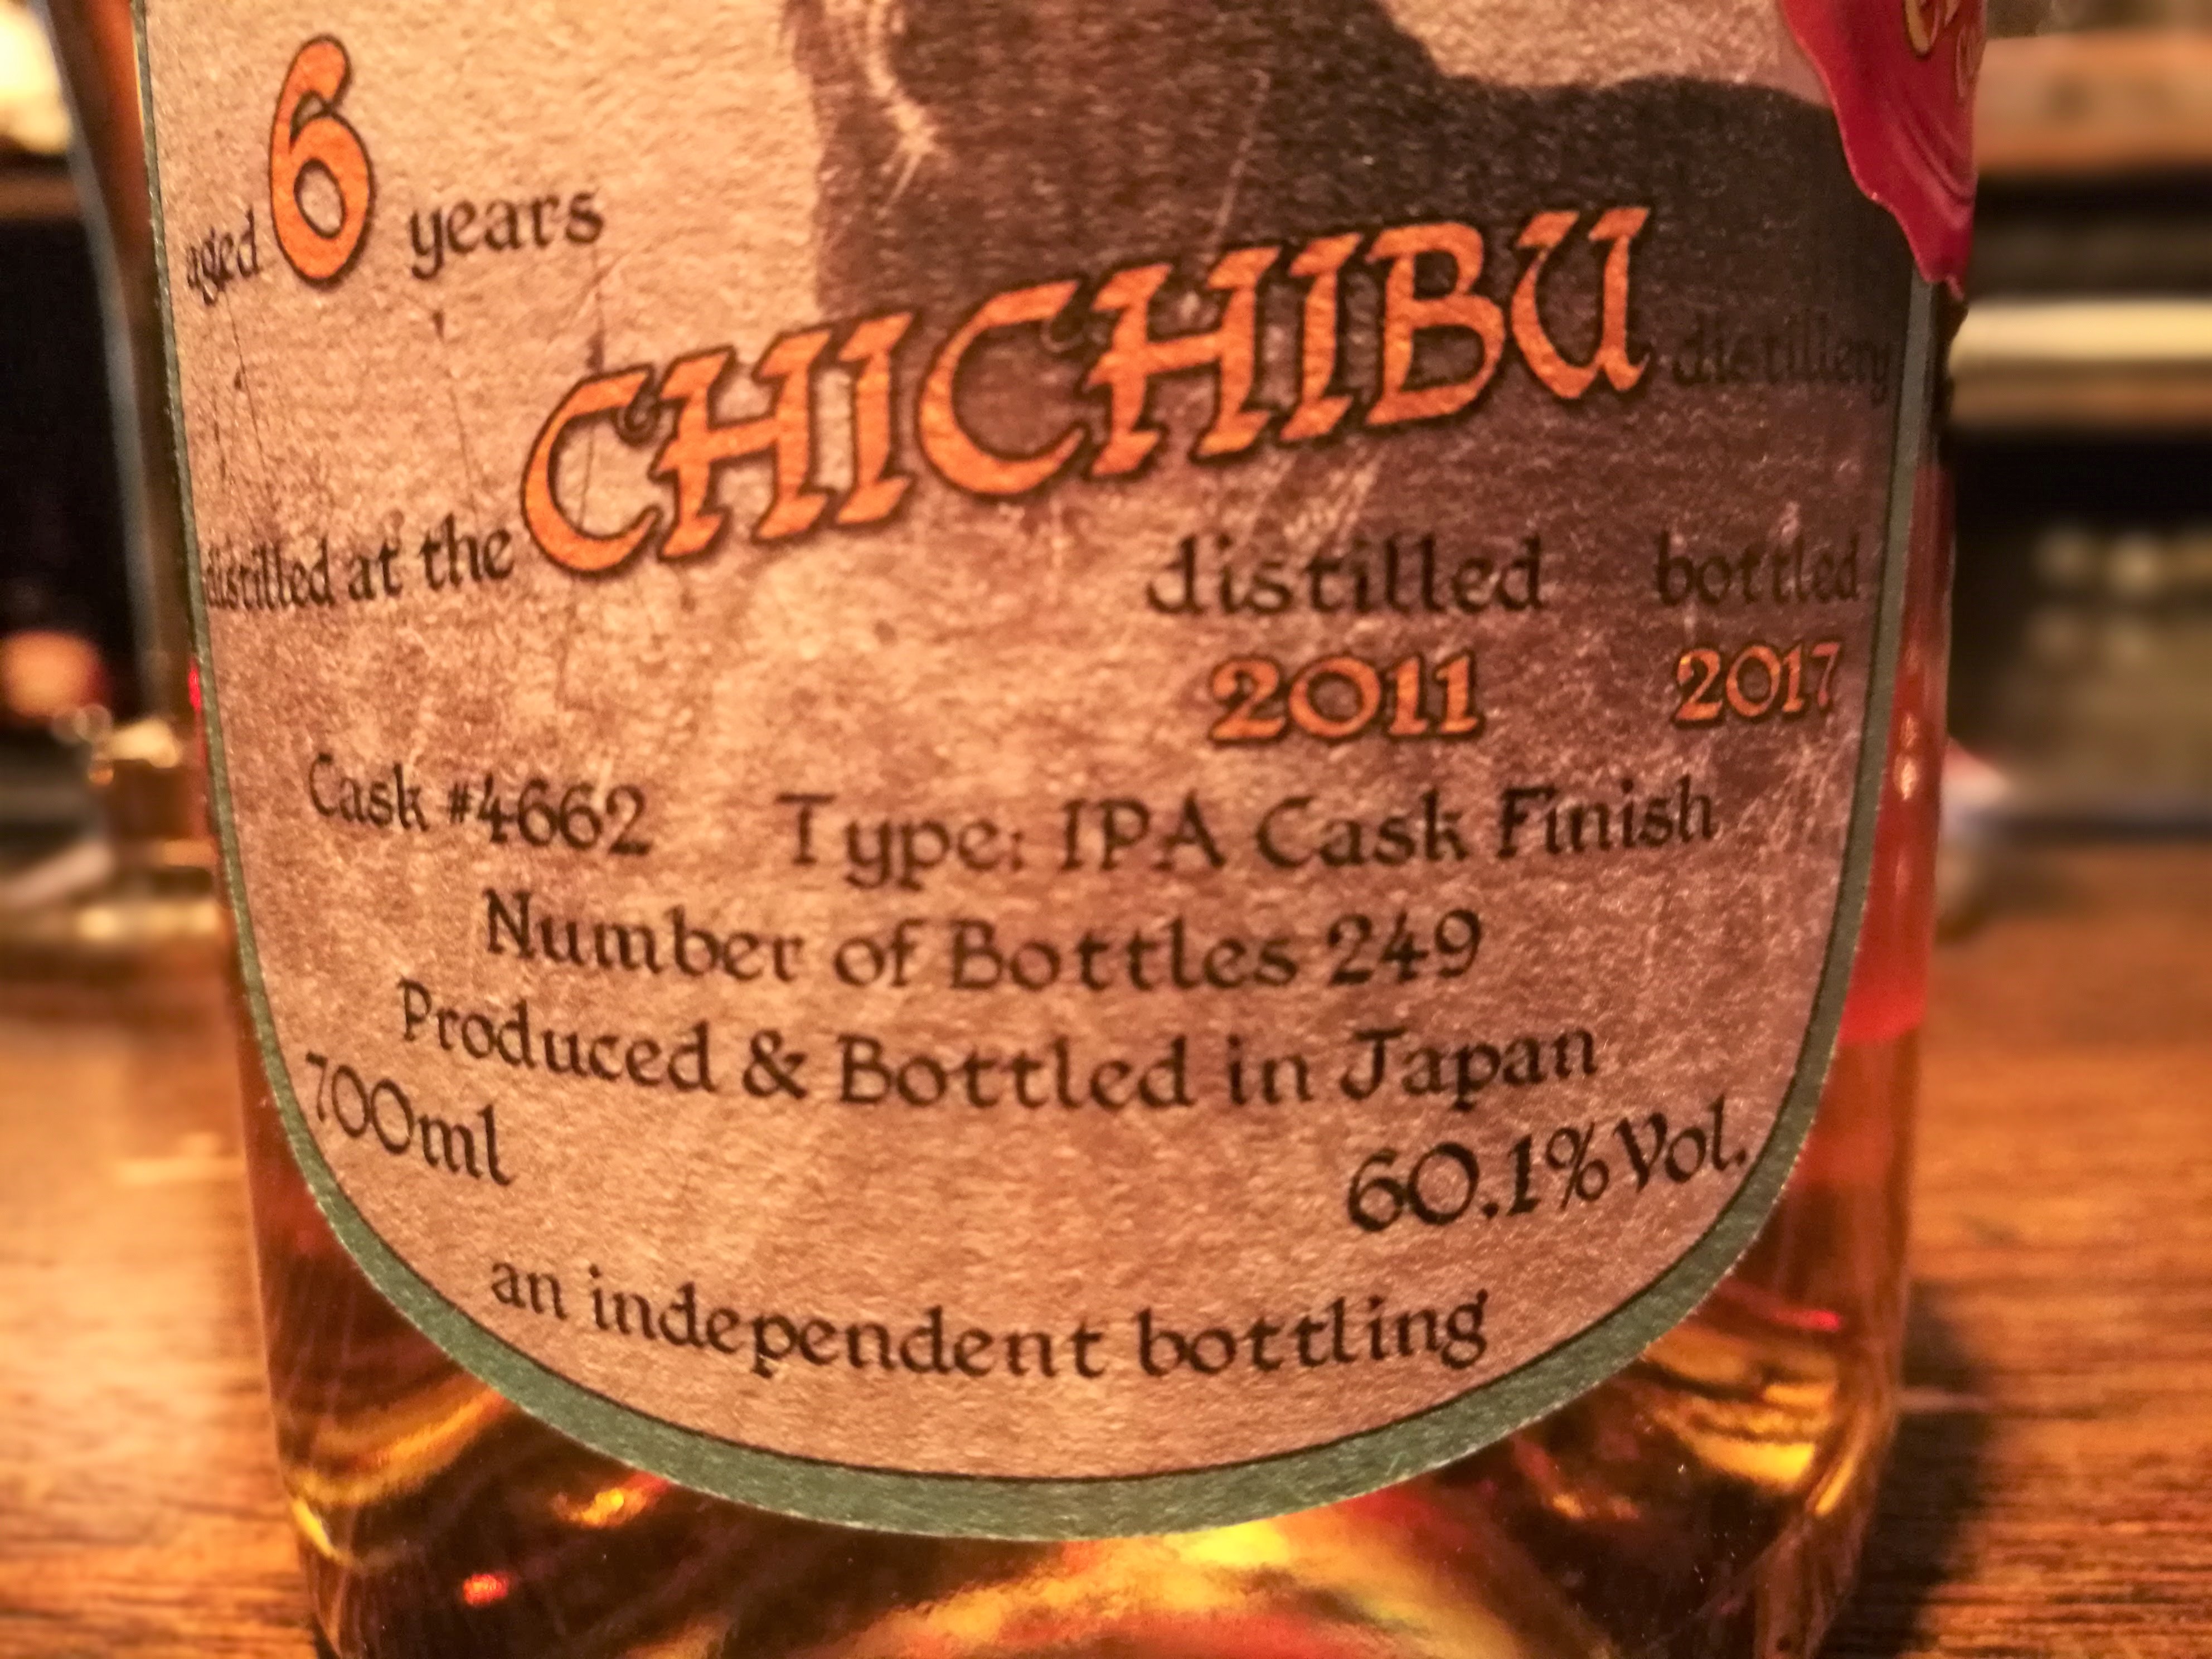 aged 6 years
distilled at the CHICHIBU distillery
distilled bottled
2011 2017
Cask #4662 Type: IPA Cask Finish
Number of Bottles 249
Produced & Bottled in Japan
700ml
60.1% Vol.
an independent bottling